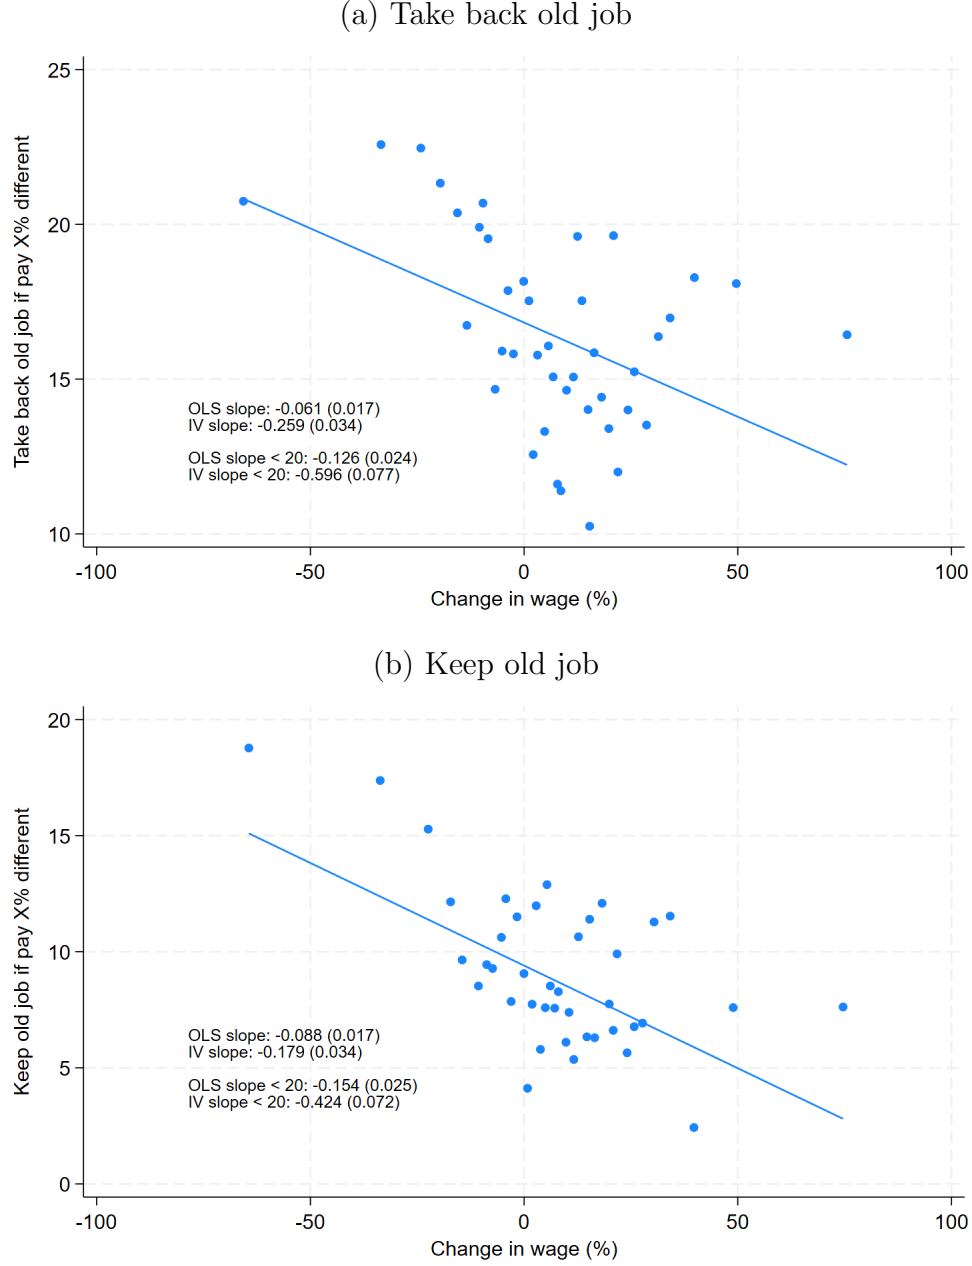 (a) Take back old job
Take back old job if pay X% different
25
20
15
10
OLS slope: -0.061 (0.017)
IV slope: -0.259 (0.034)
OLS slope < 20: -0.126 (0.024)
IV slope < 20: -0.596 (0.077)
-100 -50 0 50 100
Change in wage (%)
(b) Keep old job
Keep old job if pay X% different
20
15
10
5
0
OLS slope: -0.088 (0.017)
IV slope: -0.179 (0.034)
OLS slope < 20: -0.154 (0.025)
IV slope < 20: -0.424 (0.072)
-100 -50 0 50 100
Change in wage (%)